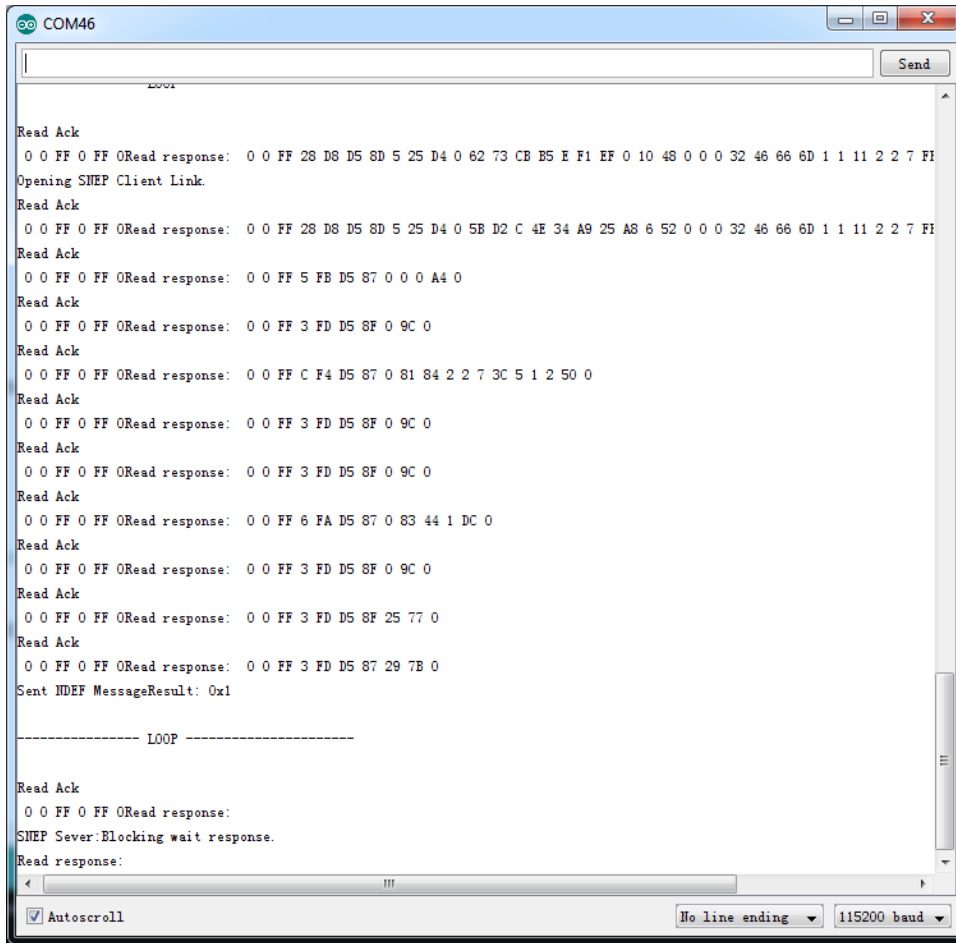 COM46
Send
LOOP
Read Ack
0 0 FF 0 FF 0Read response:  0 0 FF 28 D8 D5 8D 5 25 D4 0 62 73 CB B5 E F1 EF 0 10 48 0 0 0 32 46 66 6D 1 1 11 2 2 7
Opening SNEP Client Link.
Read Ack
0 0 FF 0 FF 0Read response:  0 0 FF 28 D8 D5 8D 5 25 D4 0 5B D2 C 4E 34 A9 25 A8 6 52 0 0 0 32 46 66 6D 1 1 11 2 2 7
Read Ack
0 0 FF 0 FF 0Read response:  0 0 FF 5 FB D5 87 0 0 0 A4 0
Read Ack
0 0 FF 0 FF 0Read response:  0 0 FF 3 FD D5 8F 0 9C 0
Read Ack
0 0 FF 0 FF 0Read response:  0 0 FF C F4 D5 87 0 81 84 2 2 7 3C 5 1 2 50 0
Read Ack
0 0 FF 0 FF 0Read response:  0 0 FF 3 FD D5 8F 0 9C 0
Read Ack
0 0 FF 0 FF 0Read response:  0 0 FF 3 FD D5 8F 0 9C 0
Read Ack
0 0 FF 0 FF 0Read response:  0 0 FF 6 FA D5 87 0 83 44 1 DC 0
Read Ack
0 0 FF 0 FF 0Read response:  0 0 FF 3 FD D5 8F 0 9C 0
Read Ack
0 0 FF 0 FF 0Read response:  0 0 FF 3 FD D5 8F 25 77 0
Read Ack
0 0 FF 0 FF 0Read response:  0 0 FF 3 FD D5 87 29 7B 0
Sent NDEF MessageResult: 0x1
---------------- LOOP ----------------------
Read Ack
0 0 FF 0 FF 0Read response:
SNEP Sever:Blocking wait response.
Read response:
Autoscroll
No line ending
115200 baud